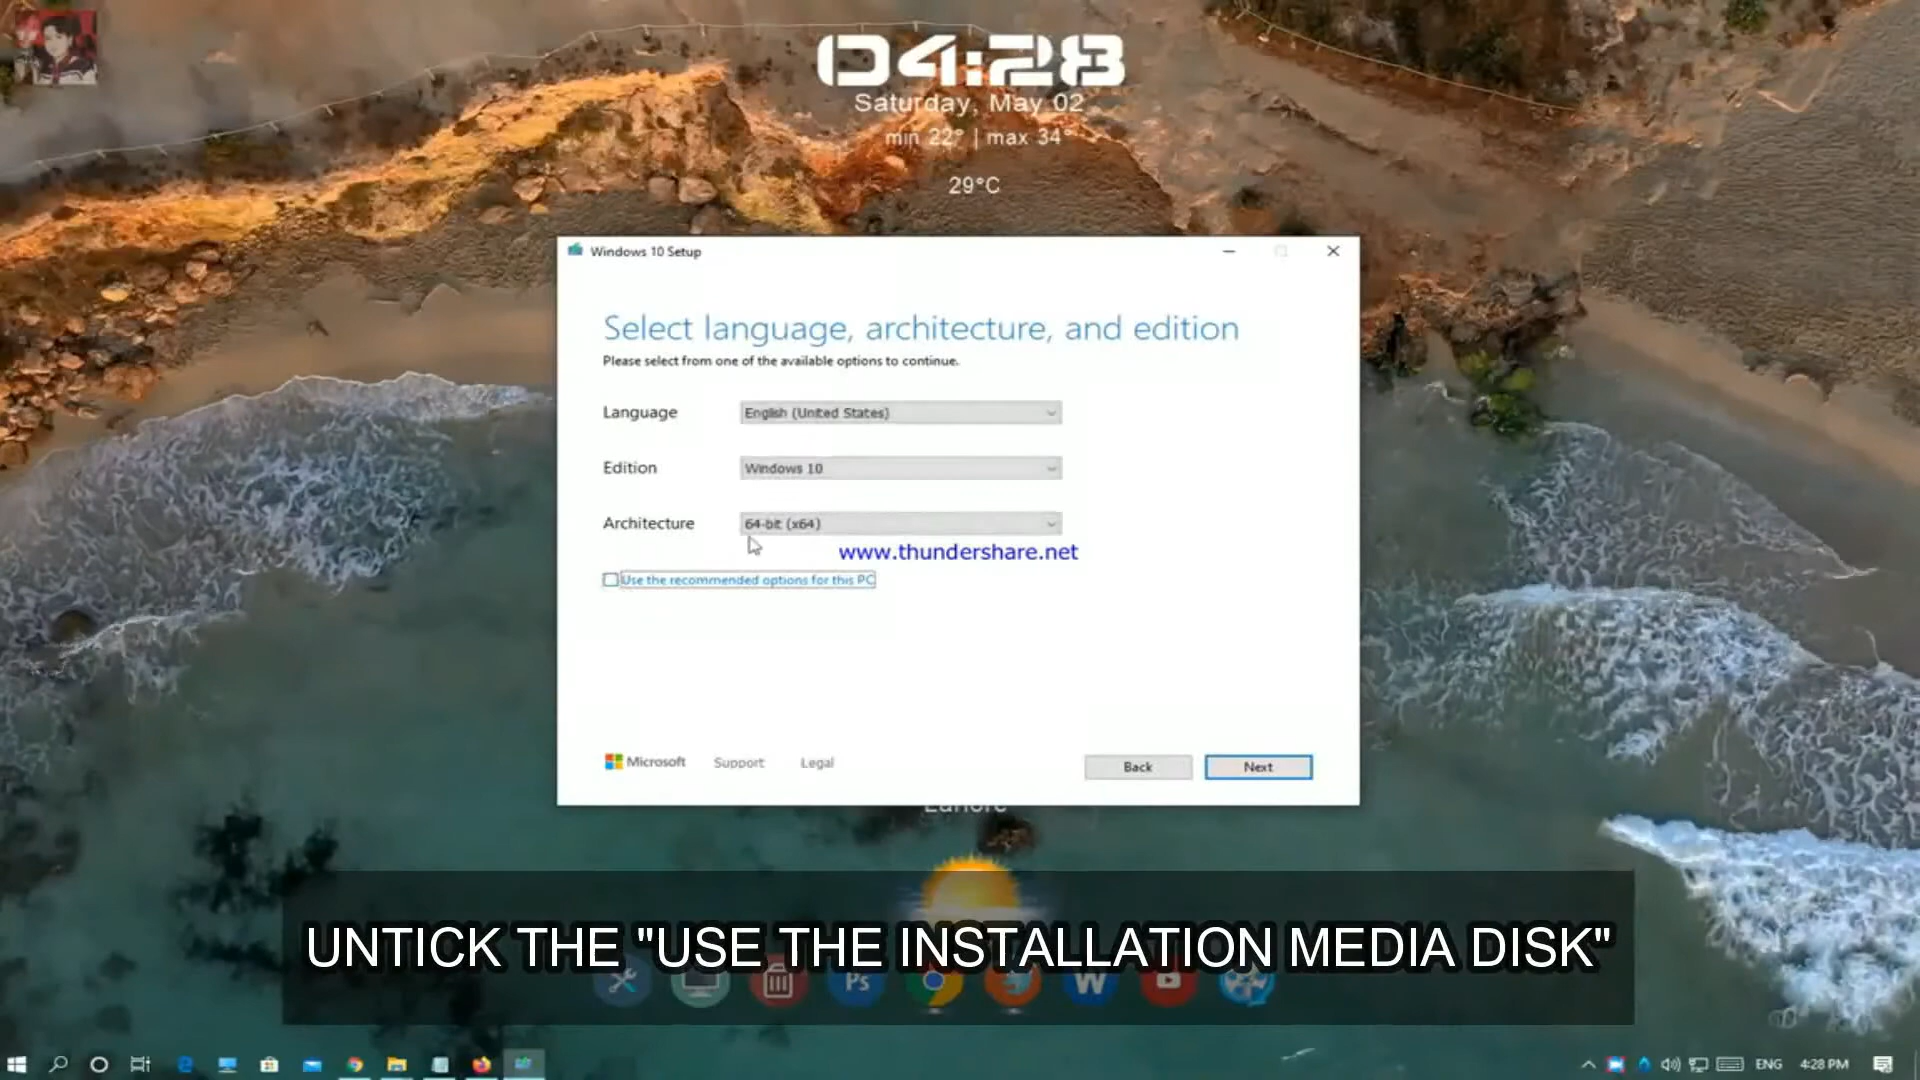 04:28
Saturday, May 02
min 22° | max 34°
29°C
Windows 10 Setup
Select language, architecture, and edition
Please select from one of the available options to continue.
Language English (United States)
Edition Windows 10
Architecture 64-bit (x64)
www.thundershare.net
Use the recommended options for this PC
Microsoft Support Legal Back Next
Lahore
UNTICK THE "USE THE INSTALLATION MEDIA DISK"
Ps W
ENG 4:28 PM